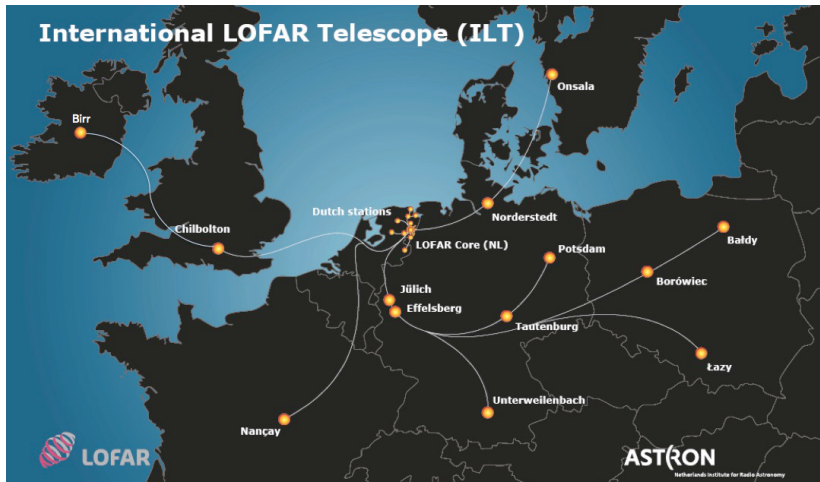 International LOFAR Telescope (ILT)
Onsala
Birr
Dutch stations
Norderstedt
Chilbolton
LOFAR Core (NL)
Bałdy
Potsdam
Borówiec
Jülich
Effelsberg
Tautenburg
Łazy
Unterweilenbach
Nançay
LOFAR
ASTRON
Netherlands Institute for Radio Astronomy